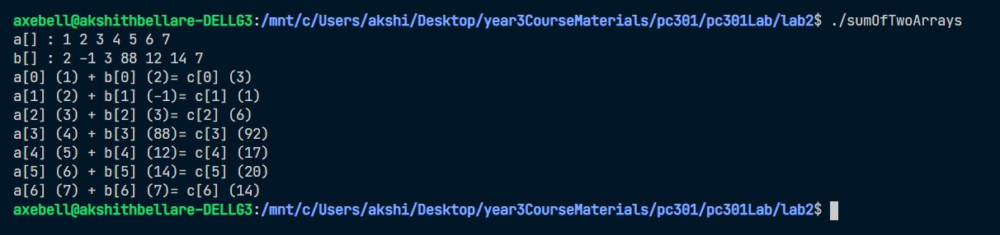 axebell@akshithbellare-DELLG3:/mnt/c/Users/akshi/Desktop/year3CourseMaterials/pc301/pc301Lab/lab2$ ./sumOfTwoArrays
a[] : 1 2 3 4 5 6 7
b[] : 2 -1 3 88 12 14 7
a[0] (1) + b[0] (2)= c[0] (3)
a[1] (2) + b[1] (-1)= c[1] (1)
a[2] (3) + b[2] (3)= c[2] (6)
a[3] (4) + b[3] (88)= c[3] (92)
a[4] (5) + b[4] (12)= c[4] (17)
a[5] (6) + b[5] (14)= c[5] (20)
a[6] (7) + b[6] (7)= c[6] (14)
axebell@akshithbellare-DELLG3:/mnt/c/Users/akshi/Desktop/year3CourseMaterials/pc301/pc301Lab/lab2$